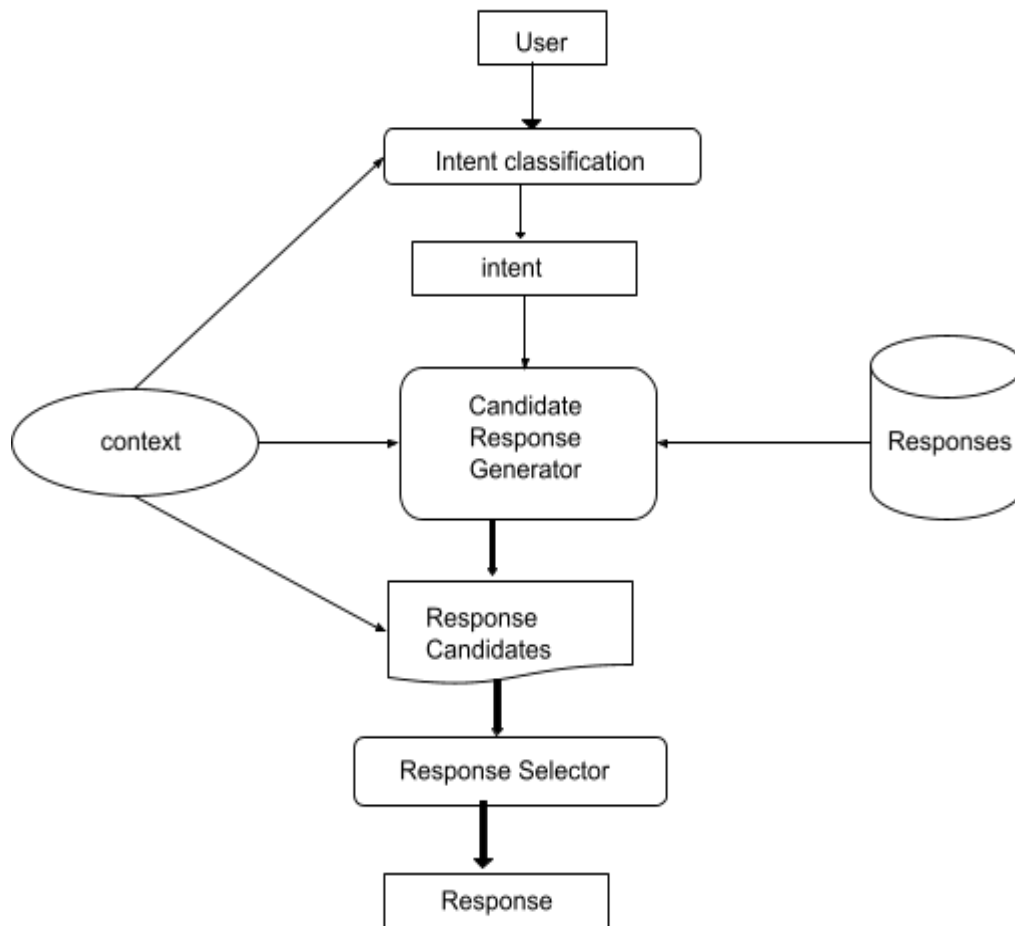 User
Intent classification
intent
Candidate
Response
Generator
context
Responses
Response
Candidates
Response Selector
Response